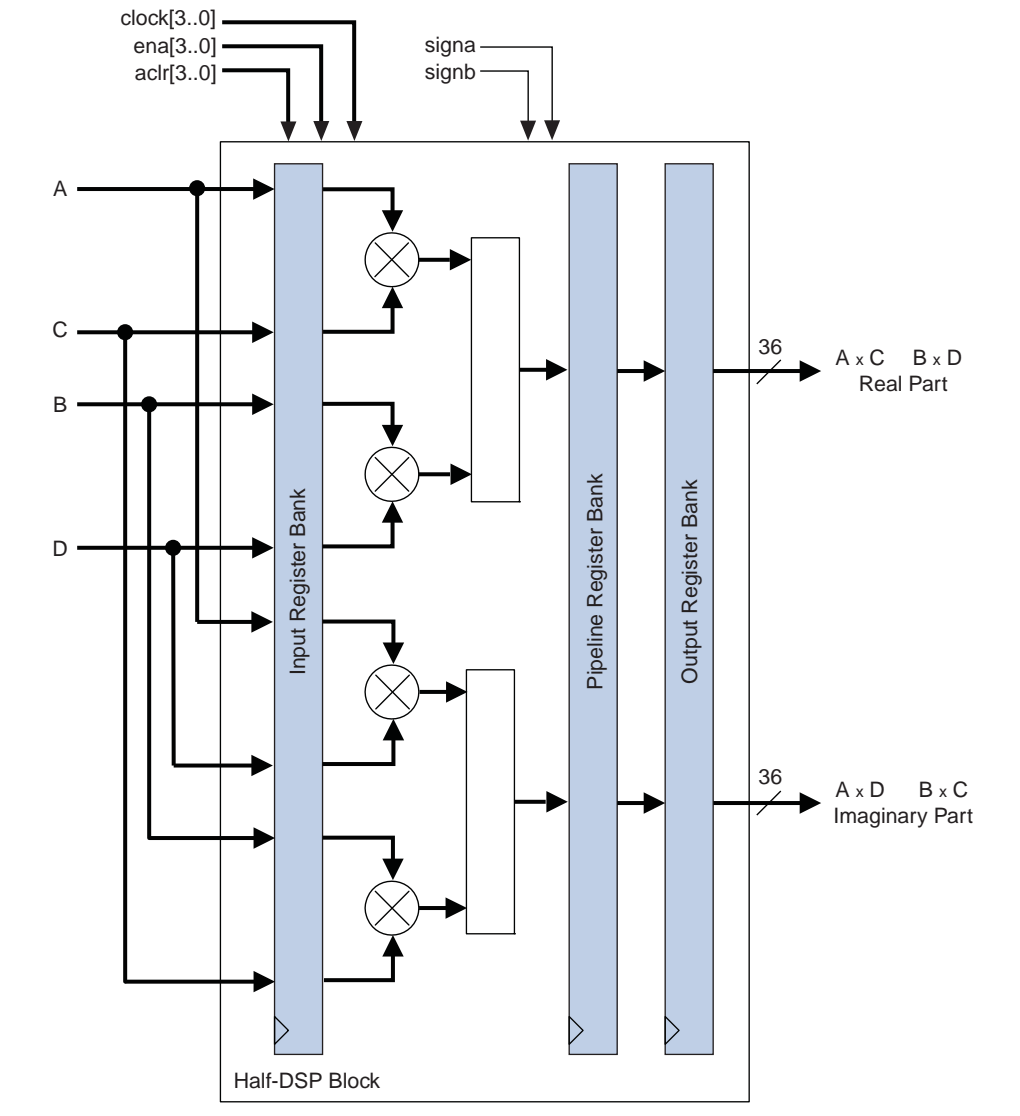 clock[3..0]
ena[3..0]
aclr[3..0]
signa
signb
A
C
B
D
Input Register Bank
Pipeline Register Bank
Output Register Bank
36
A x C B x D
Real Part
36
A x D B x C
Imaginary Part
Half-DSP Block